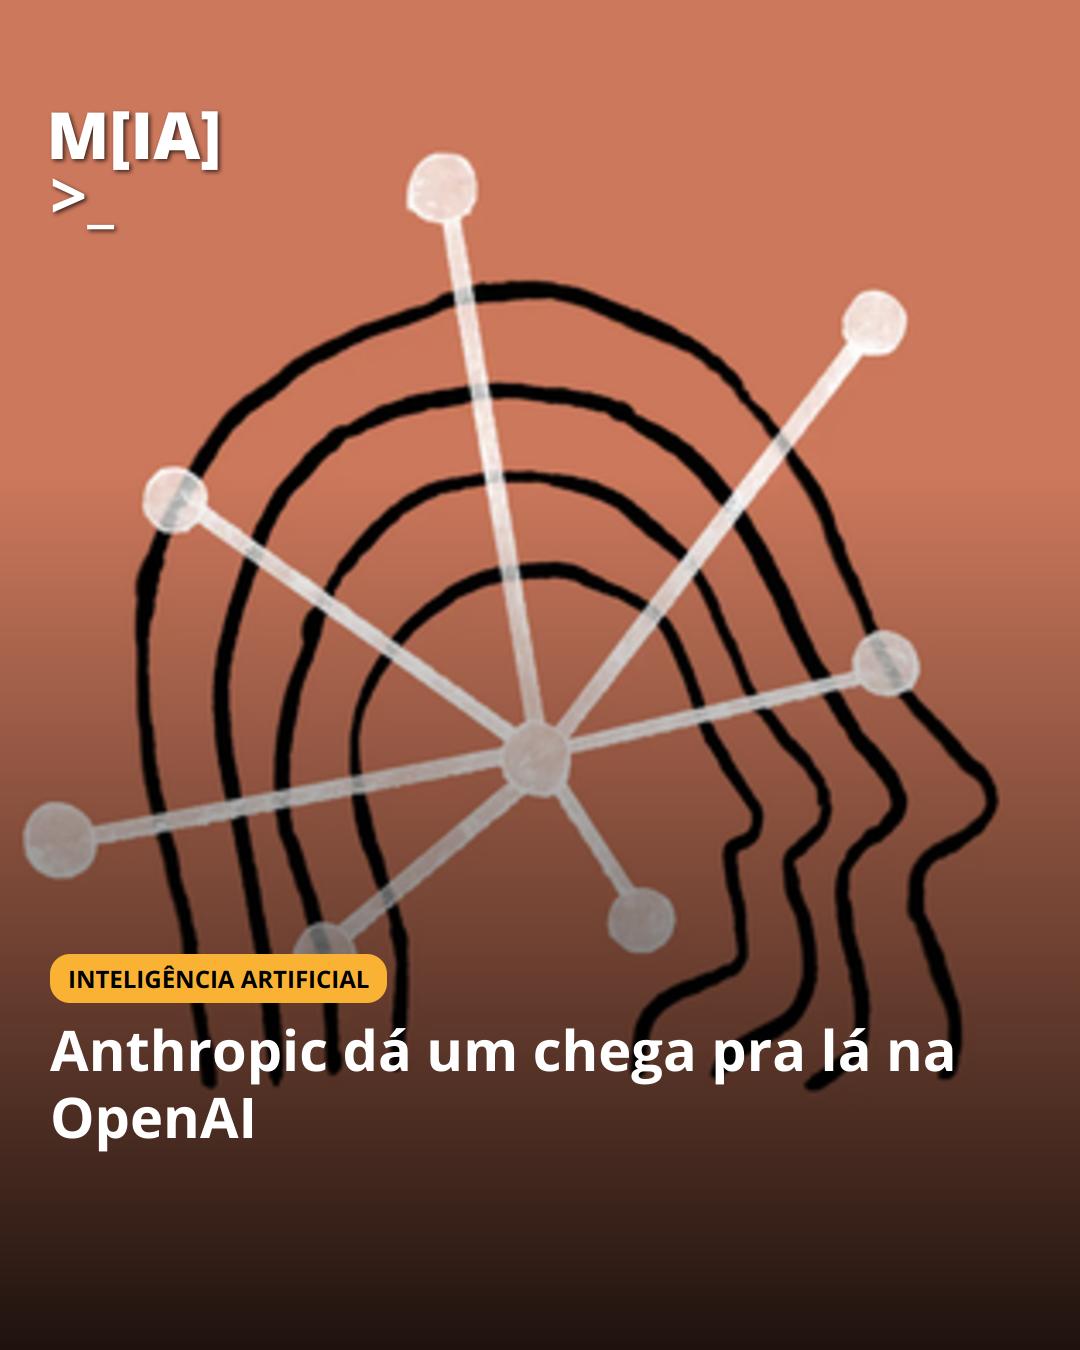 M[IA]
>_
INTELIGÊNCIA ARTIFICIAL
Anthropic dá um chega pra lá na
OpenAI